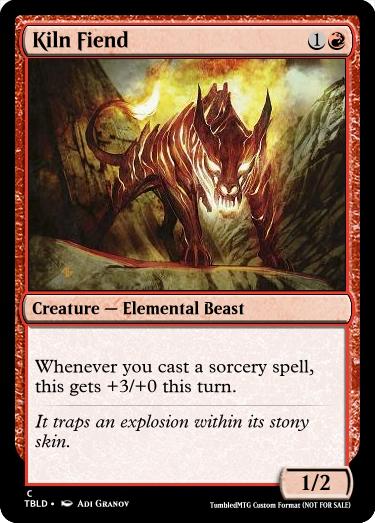 Kiln Fiend 1
Creature — Elemental Beast
Whenever you cast a sorcery spell,
this gets +3/+0 this turn.
It traps an explosion within its stony
skin.
1/2
C
TBLD • Adi Granov
TumbledMTG Custom Format (NOT FOR SALE)